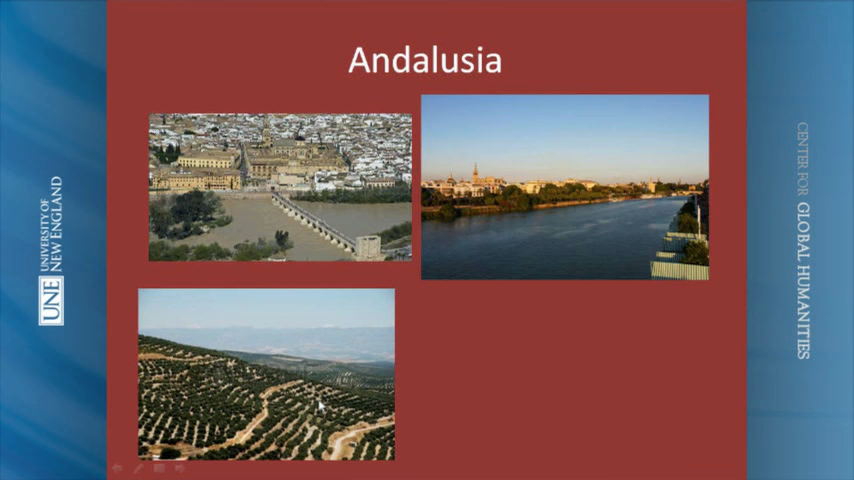 Andalusia
UNE
UNIVERSITY OF
NEW ENGLAND
CENTER FOR GLOBAL HUMANITIES